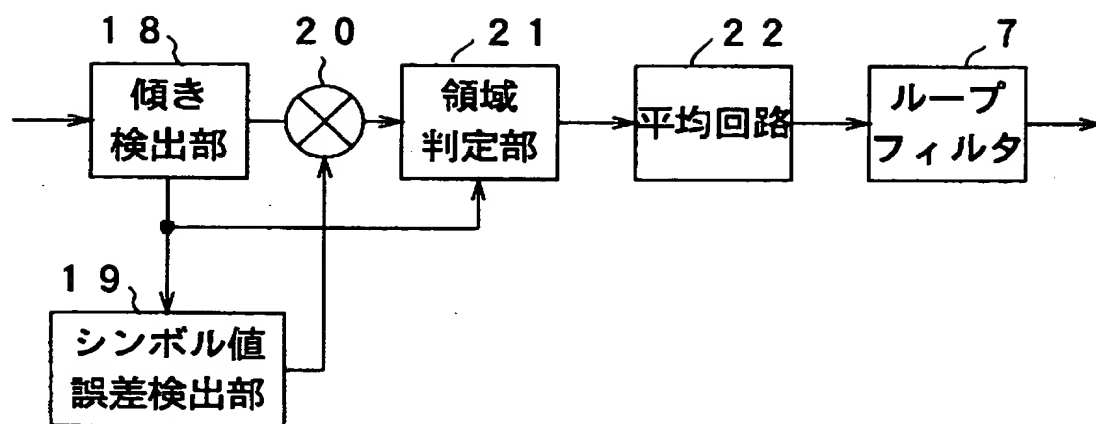 18
20
21
22
7
傾き
検出部
領域
判定部
平均回路
ループ
フィルタ
19
シンボル値
誤差検出部